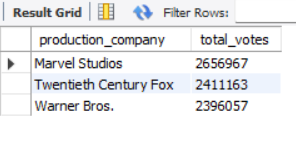 Result Grid Filter Rows:
production_company total_votes
Marvel Studios 2656967
Twentieth Century Fox 2411163
Warner Bros. 2396057